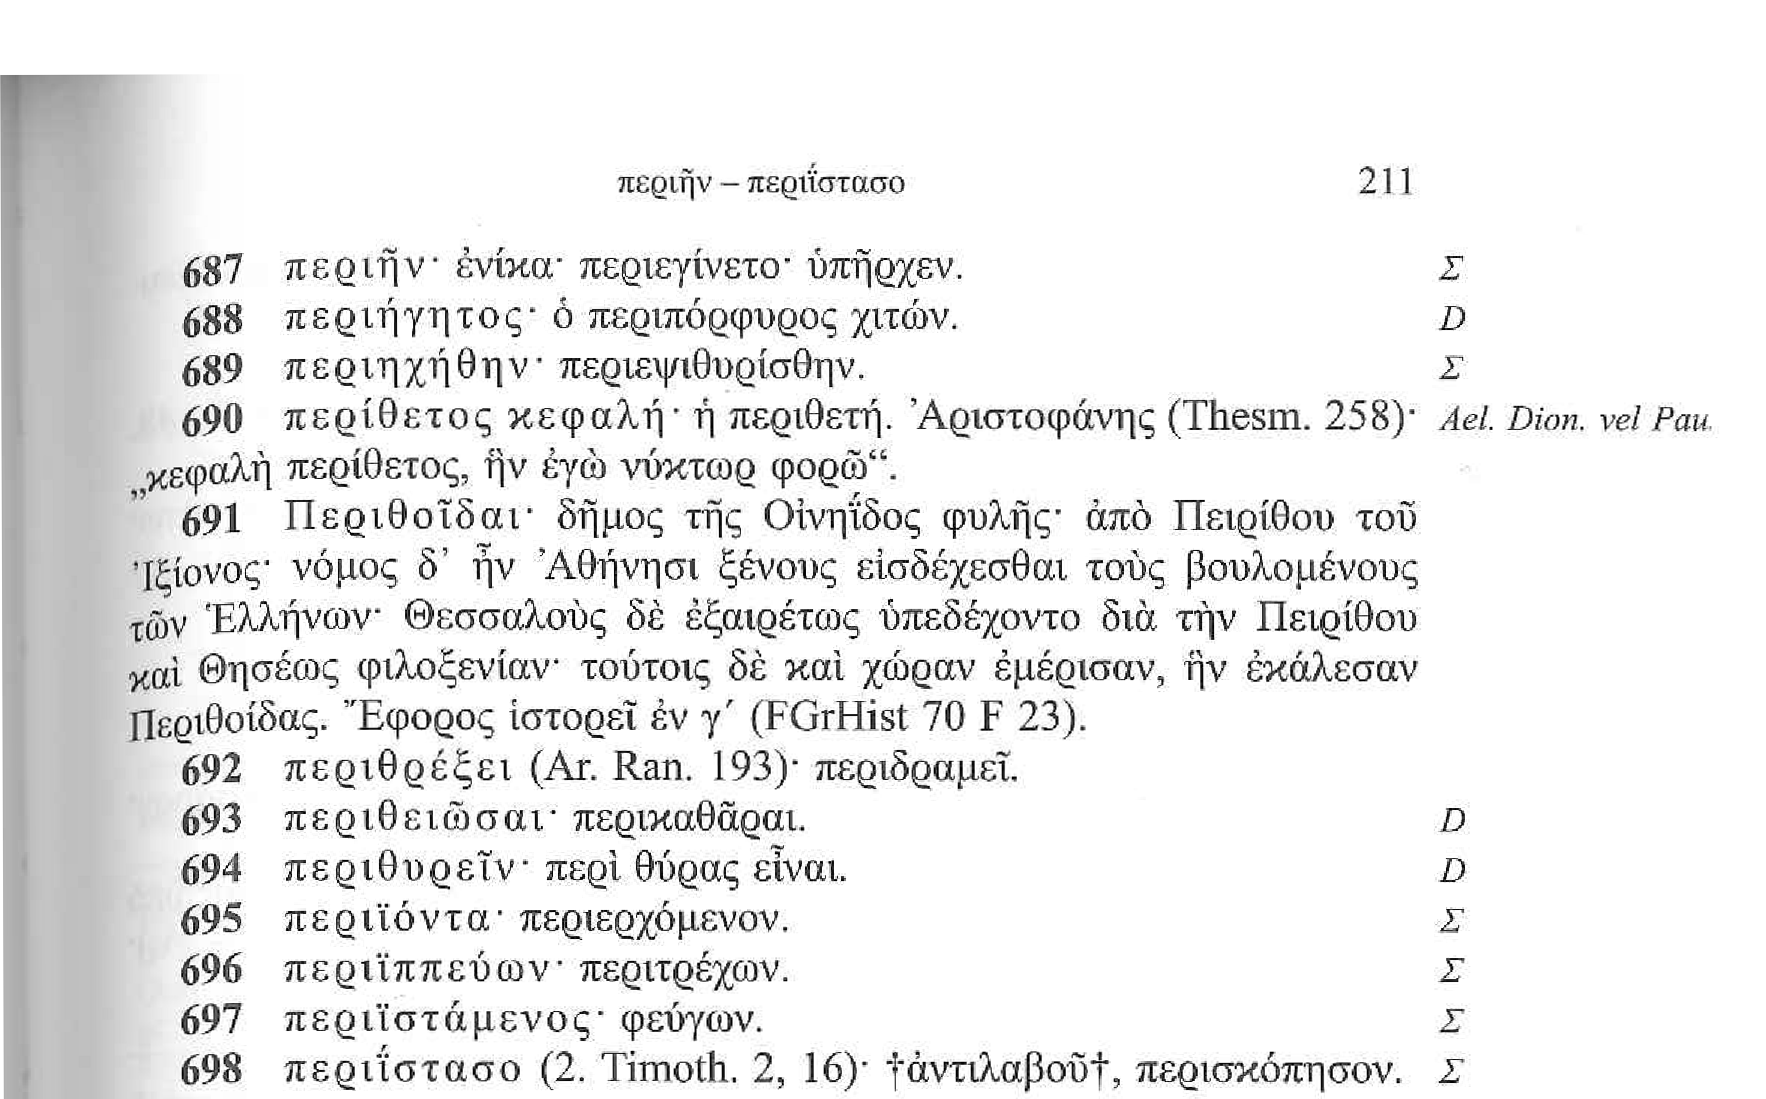 περιῆν – περιΐστασο 211
687 περιῆν· ἐνίκα· περιεγίνετο· ὑπῆρχεν. Σ
688 περιήγητος· ὁ περιπόρφυρος χιτών. D
689 περιηχήθην· περιεψιθυρίσθην. Σ
690 περίθετος κεφαλή· ἡ περιθετή. Ἀριστοφάνης (Thesm. 258)· Ael. Dion. vel Pau.
„κεφαλὴ περίθετος, ἣν ἐγὼ νύκτωρ φορῶ“.
691 Περιθοῖδαι· δῆμος τῆς Οἰνηΐδος φυλῆς· ἀπὸ Πειρίθου τοῦ
Ἰξίονος· νόμος δ’ ἦν Ἀθήνησι ξένους εἰσδέχεσθαι τοὺς βουλομένους
τῶν Ἑλλήνων· Θεσσαλοὺς δὲ ἐξαιρέτως ὑπεδέχοντο διὰ τὴν Πειρίθου
καὶ Θησέως φιλοξενίαν· τούτοις δὲ καὶ χώραν ἐμέρισαν, ἣν ἐκάλεσαν
Περιθοίδας. Ἔφορος ἱστορεῖ ἐν γ′ (FGrHist 70 F 23).
692 περιθρέξει (Ar. Ran. 193)· περιδραμεῖ.
693 περιθειῶσαι· περικαθᾶραι. D
694 περιθυρεῖν· περὶ θύρας εἶναι. D
695 περιϊόντα· περιερχόμενον. Σ
696 περιϊππεύων· περιτρέχων. Σ
697 περιϊστάμενος· φεύγων. Σ
698 περιΐστασο (2. Timoth. 2, 16)· †ἀντιλαβοῦ†, περισκόπησον. Σ